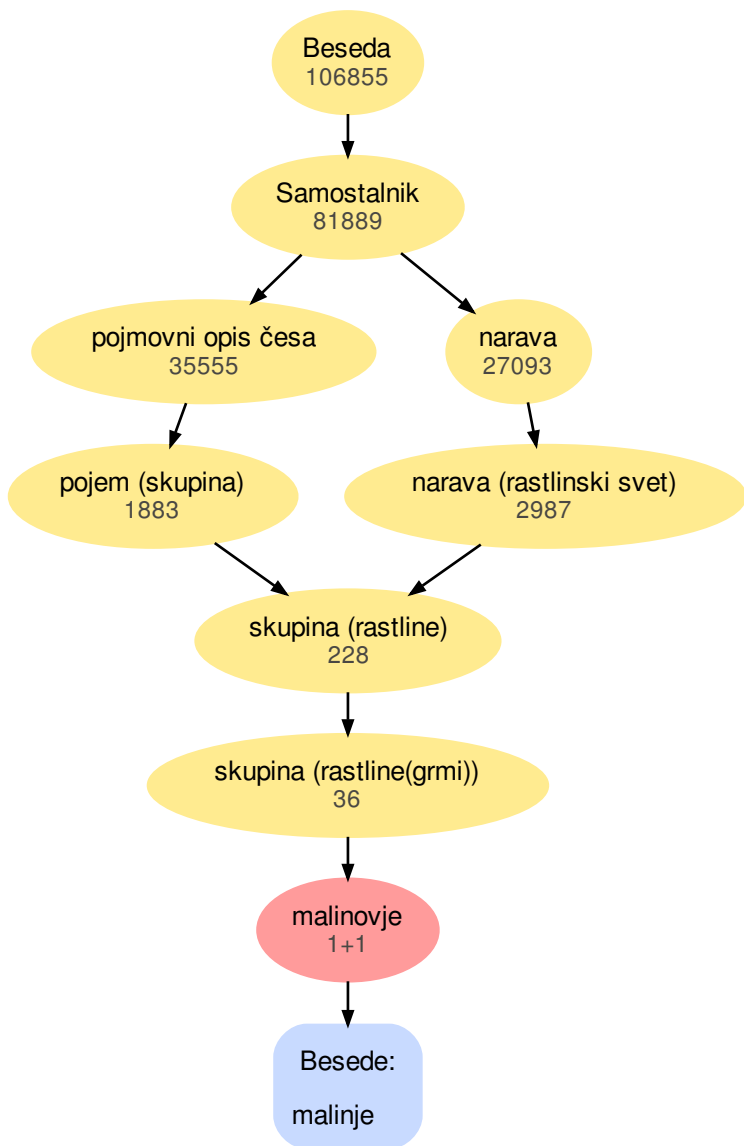 Beseda
106855
Samostalnik
81889
pojmovni opis česa
35555
narava
27093
pojem (skupina)
1883
narava (rastlinski svet)
2987
skupina (rastline)
228
skupina (rastline(grmi))
36
malinovje
1+1
Besede:
malinje